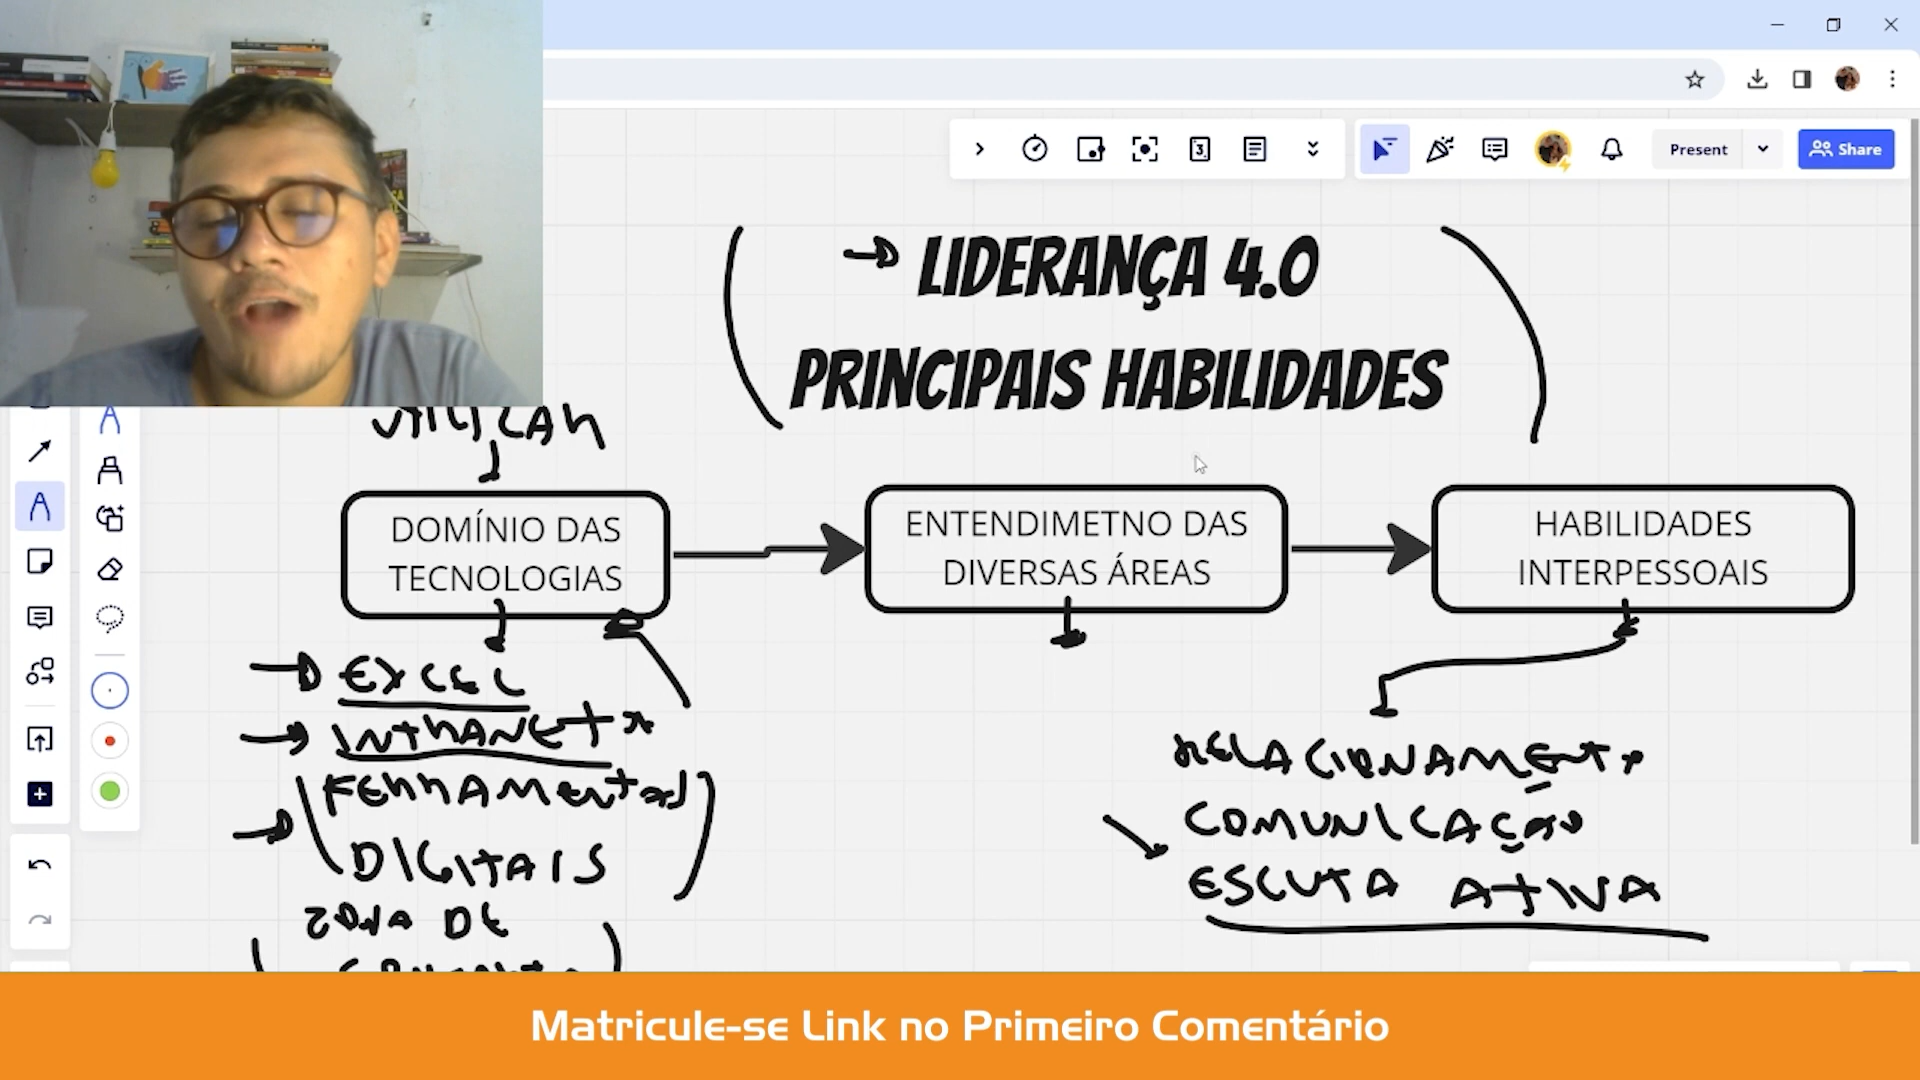 Present
Share
LIDERANÇA 4.0
PRINCIPAIS HABILIDADES
UTILIZAR
DOMÍNIO DAS
TECNOLOGIAS
ENTENDIMETNO DAS
DIVERSAS ÁREAS
HABILIDADES
INTERPESSOAIS
EXCEL
INTRANET
FERRAMENTAS
DIGITAIS
ZONA DE
RELACIONAMENTO
COMUNICAÇÃO
ESCUTA ATIVA
Matricule-se Link no Primeiro Comentário